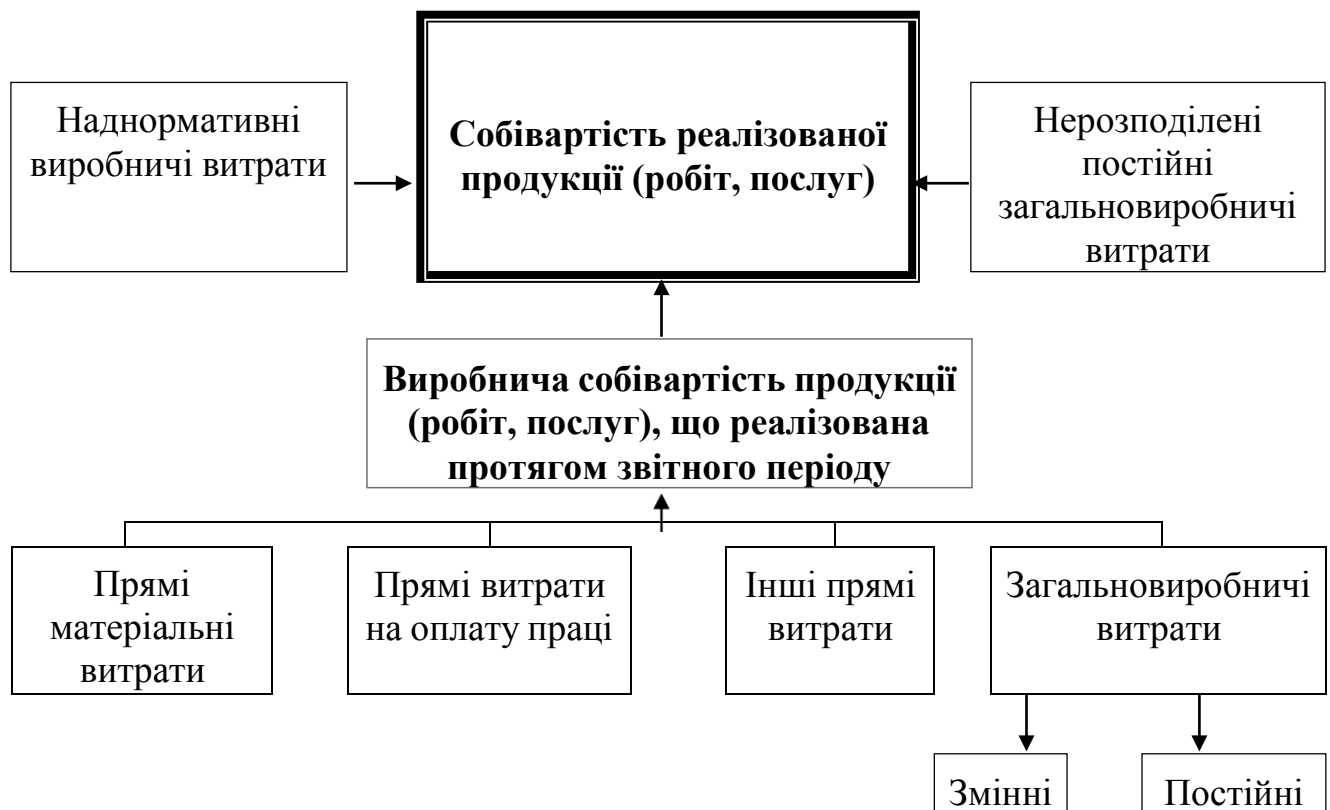 Наднормативні
виробничі витрати
Собівартість реалізованої
продукції (робіт, послуг)
Нерозподілені
постійні
загальновиробничі
витрати
Виробнича собівартість продукції
(робіт, послуг), що реалізована
протягом звітного періоду
Прямі
матеріальні
витрати
Прямі витрати
на оплату праці
Інші прямі
витрати
Загальновиробничі
витрати
Змінні
Постійні